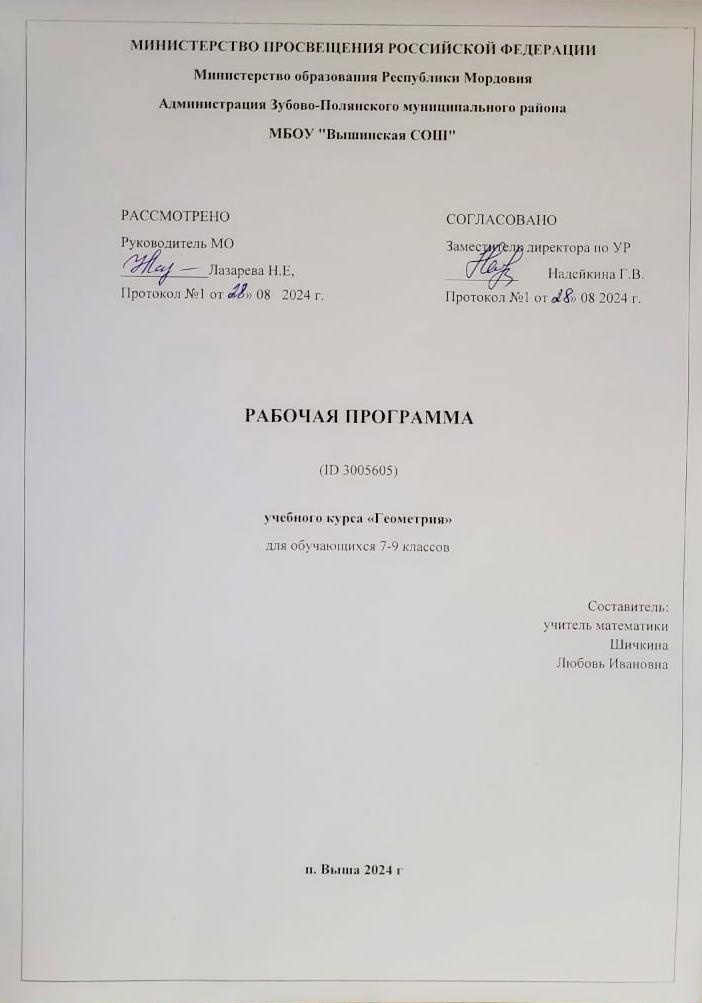 МИНИСТЕРСТВО ПРОСВЕЩЕНИЯ РОССИЙСКОЙ ФЕДЕРАЦИИ
Министерство образования Республики Мордовия
Администрация Зубово-Полянского муниципального района
МБОУ "Вышинская СОШ"
РАССМОТРЕНО
Руководитель МО
Лазарева Н.Е,
Протокол №1 от 28» 08 2024 г.
СОГЛАСОВАНО
Заместитель директора по УР
Надейкина Г.В.
Протокол №1 от 28» 08 2024 г.
РАБОЧАЯ ПРОГРАММА
(ID 3005605)
учебного курса «Геометрия»
для обучающихся 7-9 классов
Составитель:
учитель математики
Шичкина
Любовь Ивановна
п. Выша 2024 г